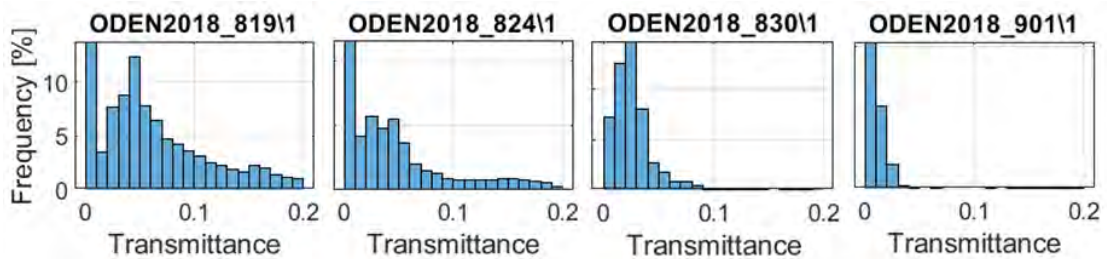 ODEN2018_819\1 ODEN2018_824\1 ODEN2018_830\1 ODEN2018_901\1
Frequency [%]
10
5
0
0 0.1 0.2 0 0.1 0.2 0 0.1 0.2 0 0.1 0.2
Transmittance Transmittance Transmittance Transmittance